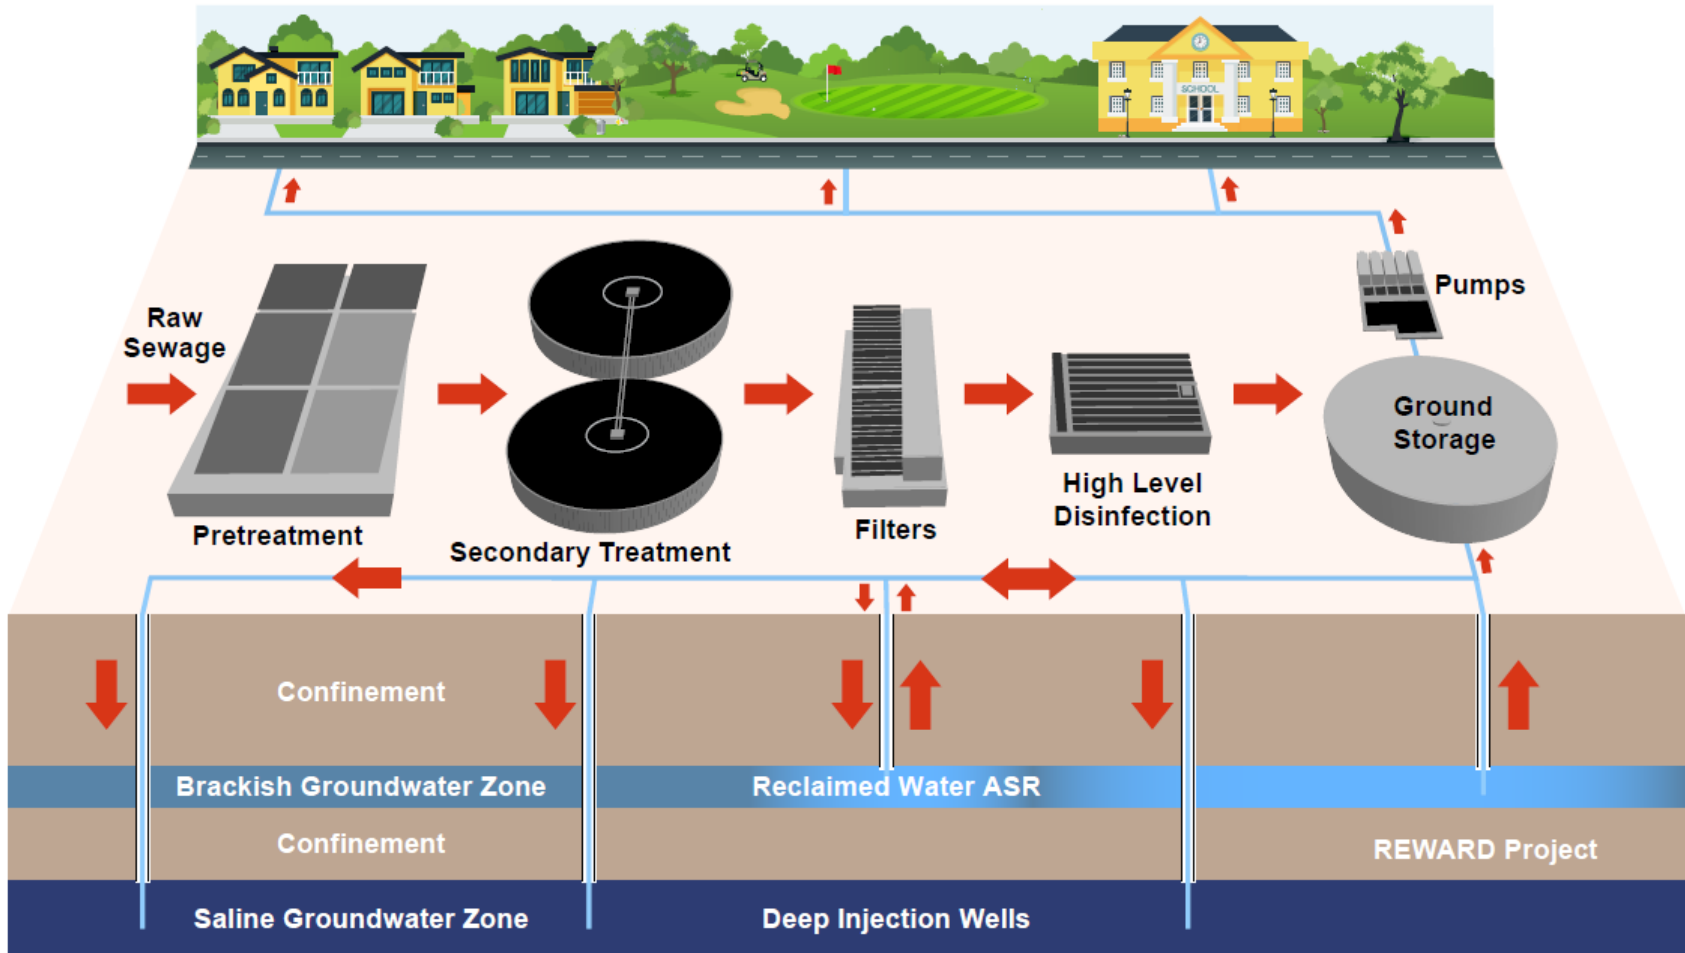 SCHOOL
Pumps
Raw
Sewage
Ground
Storage
High Level
Disinfection
Filters
Pretreatment
Secondary Treatment
Confinement
Brackish Groundwater Zone
Reclaimed Water ASR
Confinement
REWARD Project
Saline Groundwater Zone
Deep Injection Wells